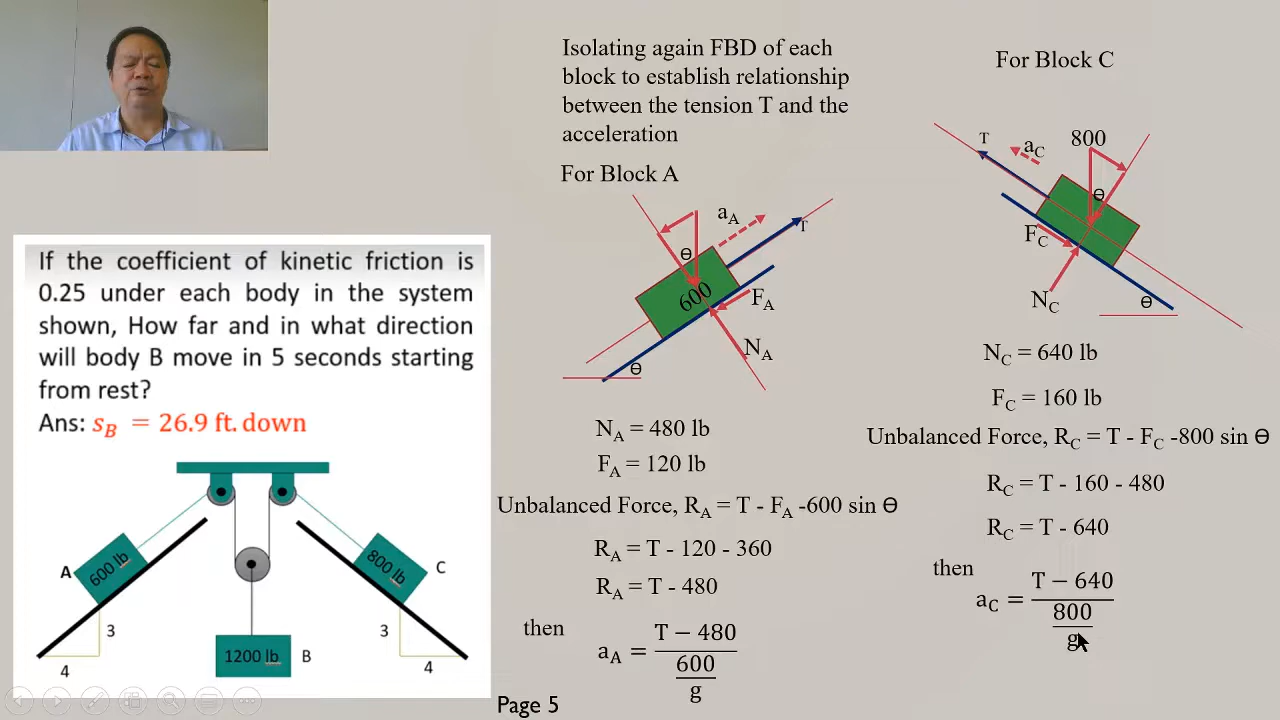 If the coefficient of kinetic friction is
0.25 under each body in the system
shown, How far and in what direction
will body B move in 5 seconds starting
from rest?
Ans: s_B = 26.9 ft. down
A
600 lb
3
4
1200 lb
B
800 lb
C
3
4
Isolating again FBD of each
block to establish relationship
between the tension T and the
acceleration
For Block A
a_A
T
Ɵ
600
F_A
N_A
Ɵ
N_A = 480 lb
F_A = 120 lb
Unbalanced Force, R_A = T - F_A -600 sin Ɵ
R_A = T - 120 - 360
R_A = T - 480
then
a_A = (T − 480) / (600/g)
Page 5
For Block C
T
a_C
800
Ɵ
F_C
N_C
Ɵ
N_C = 640 lb
F_C = 160 lb
Unbalanced Force, R_C = T - F_C -800 sin Ɵ
R_C = T - 160 - 480
R_C = T - 640
then
a_C = (T − 640) / (800/g)